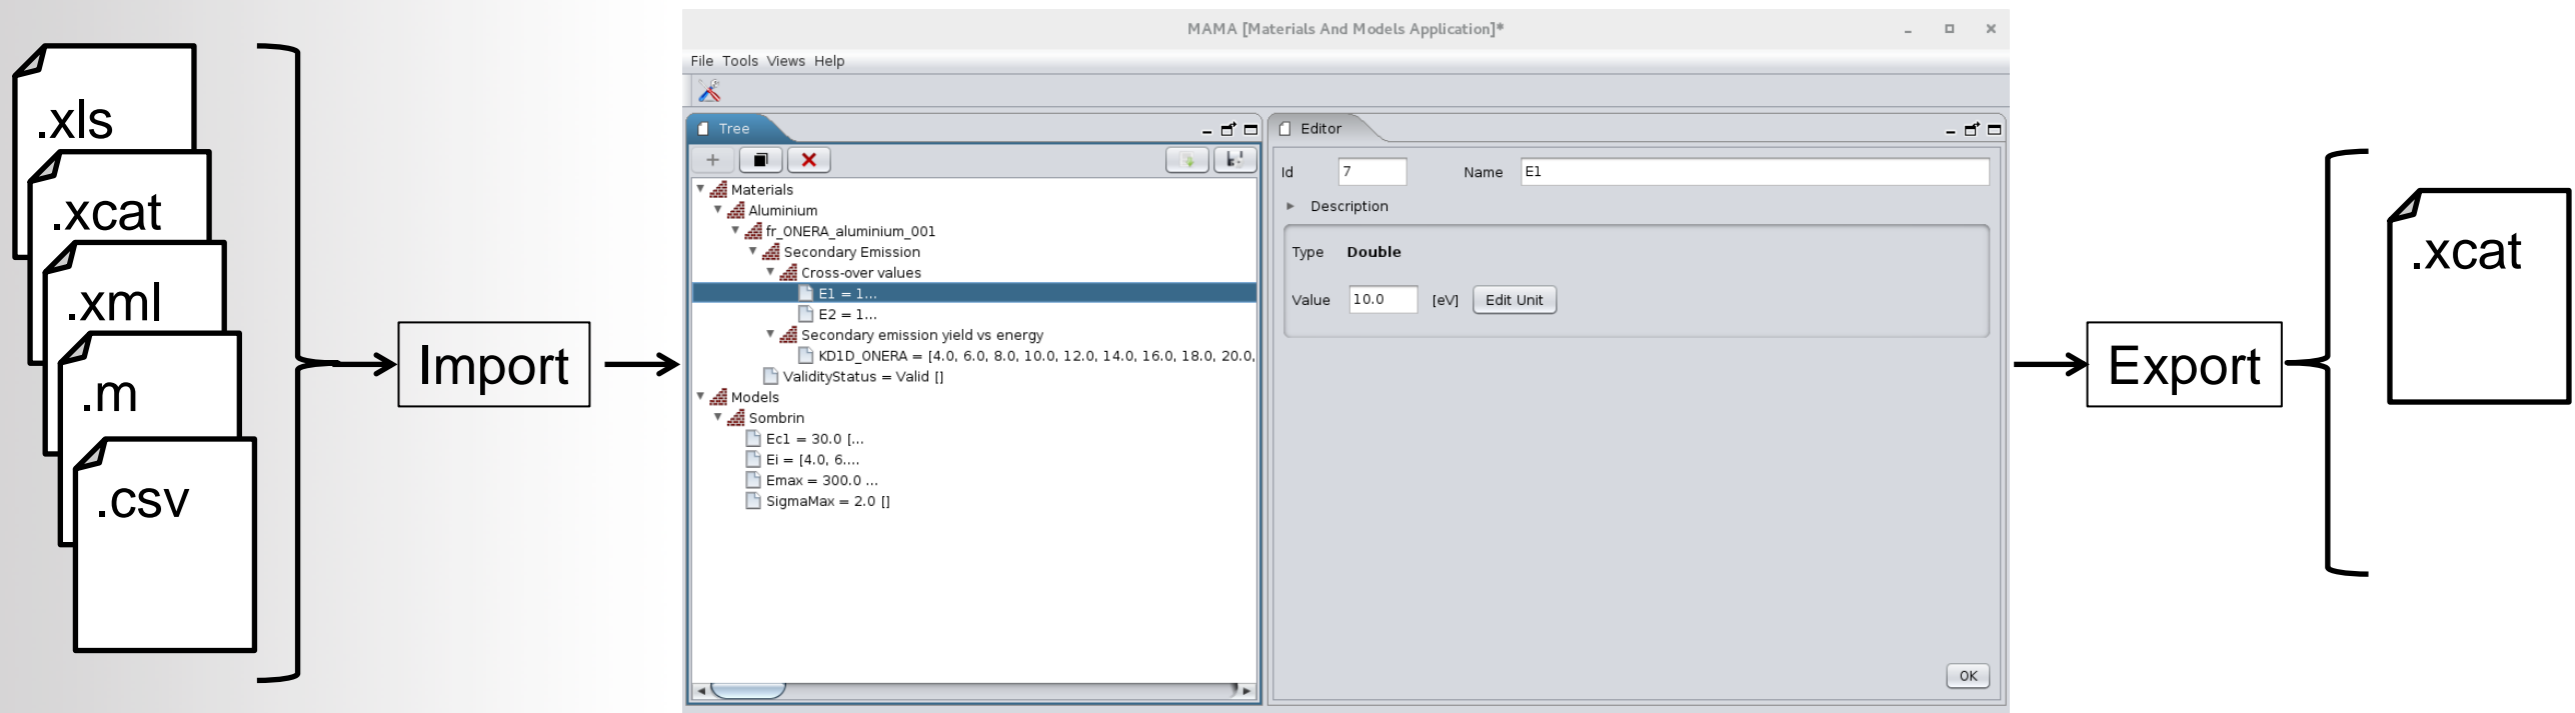 .xls
.xcat
.xml
.m
.csv
Import
MAMA [Materials And Models Application]*
File Tools Views Help
Tree
Materials
Aluminium
fr_ONERA_aluminium_001
Secondary Emission
Cross-over values
E1 = 1...
E2 = 1...
Secondary emission yield vs energy
KD1D_ONERA = [4.0, 6.0, 8.0, 10.0, 12.0, 14.0, 16.0, 18.0, 20.0,
ValidityStatus = Valid []
Models
Sombrin
Ec1 = 30.0 [...
Ei = [4.0, 6....
Emax = 300.0 ...
SigmaMax = 2.0 []
Editor
Id 7 Name E1
Description
Type Double
Value 10.0 [eV] Edit Unit
OK
Export
.xcat